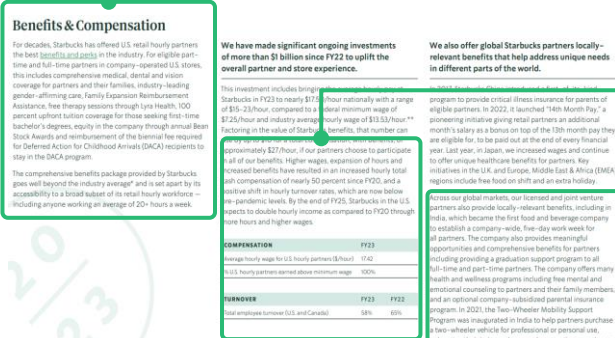 Benefits & Compensation
For decades, Starbucks has offered U.S. retail hourly partners
the best benefits and perks in the industry. For eligible part-
time and full-time partners in company-operated U.S. stores,
this includes comprehensive medical, dental and vision
coverage for partners and their families, industry-leading
gender-affirming care, Family Expansion Reimbursement
Assistance, free therapy sessions through Lyra Health, 100
percent upfront tuition coverage for those seeking first-time
bachelor's degrees, equity in the company through annual Bean
Stock Awards and reimbursement of the biennial fee required
for Deferred Action for Childhood Arrivals (DACA) recipients to
stay in the DACA program.
The comprehensive benefits package provided by Starbucks
goes well beyond the industry average* and is set apart by its
accessibility to a broad subset of its retail hourly workforce –
including anyone working an average of 20+ hours a week.
We have made significant ongoing investments
of more than $1 billion since FY22 to uplift the
overall partner and store experience.
This investment includes bringing the average hourly
Starbucks in FY23 to nearly $17.50/hour nationally with a range
of $15-23/hour, compared to a federal minimum wage of
$7.25/hour and industry average hourly wage of $13.53/hour.**
Factoring in the value of Starbucks benefits, that number can
approximately $27/hour, if our partners choose to participate
in all of our benefits. Higher wages, expansion of hours and
increased benefits have resulted in an increased hourly total
cash compensation of nearly 50 percent since FY20, and a
positive shift in hourly turnover rates, which are now below
pre-pandemic levels. By the end of FY25, Starbucks in the U.S.
expects to double hourly income as compared to FY20 through
more hours and higher wages.
COMPENSATION FY23
Average hourly wage for U.S. hourly partners ($/hour) 17.42
% U.S. hourly partners earned above minimum wage 100%
TURNOVER FY23 FY22
Total employee turnover (U.S. and Canada) 58% 65%
We also offer global Starbucks partners locally-
relevant benefits that help address unique needs
in different parts of the world.
program to provide critical illness insurance for parents of
eligible partners. In 2022, it launched "14th Month Pay," a
pioneering initiative giving retail partners an additional
month's salary as a bonus on top of the 13th month pay they
are eligible for, to be paid out at the end of every financial
year. Last year, in Japan, we increased wages and continue
to offer unique healthcare benefits for partners. Key
initiatives in the U.K. and Europe, Middle East & Africa (EMEA)
regions include free food on shift and an extra holiday.
Across our global markets, our licensed and joint venture
partners also provide locally-relevant benefits, including in
India, which became the first food and beverage company
to establish a company-wide, five-day work week for
all partners. The company also provides meaningful
opportunities and comprehensive benefits for partners
including providing a graduation support program to all
full-time and part-time partners. The company offers many
health and wellness programs including free mental and
emotional counseling to partners and their family members,
and an optional company-subsidized parental insurance
program. In 2021, the Two-Wheeler Mobility Support
Program was inaugurated in India to help partners purchase
a two-wheeler vehicle for professional or personal use,